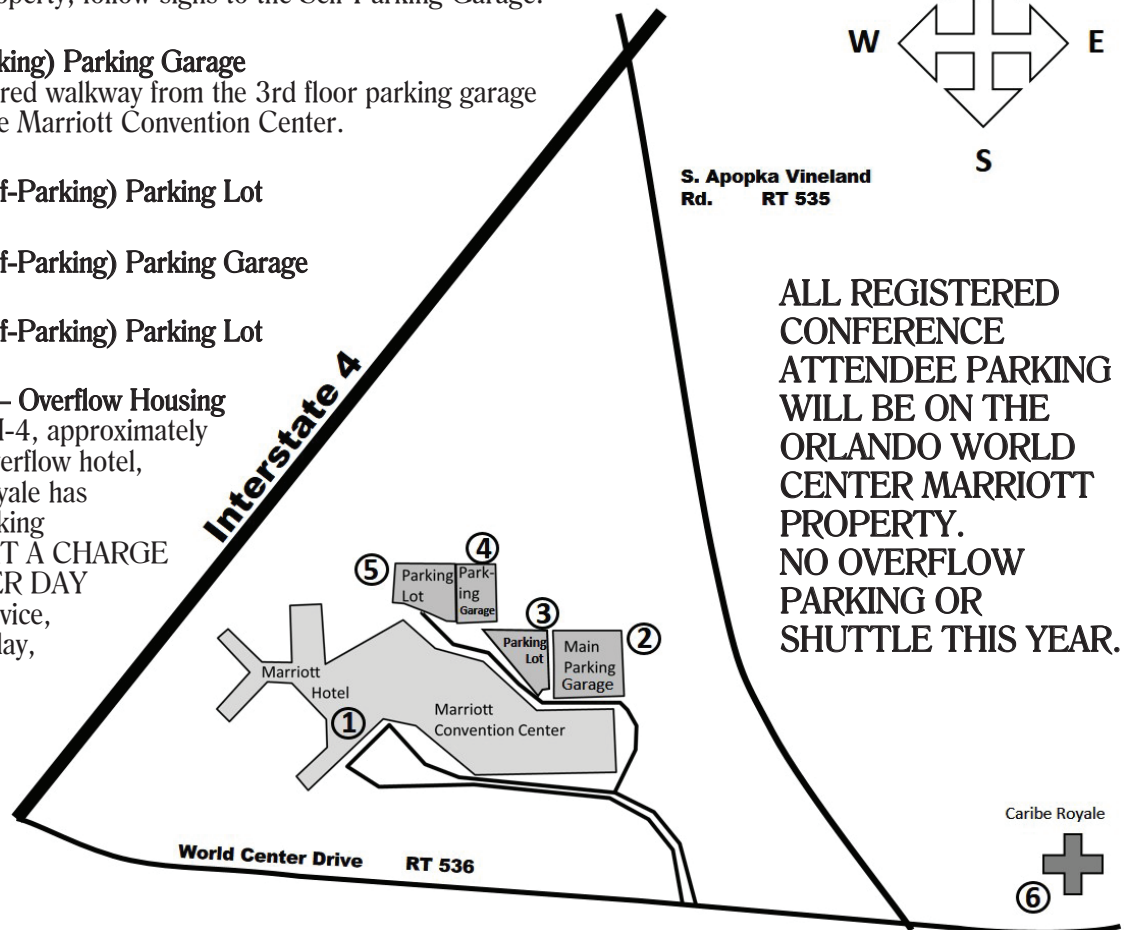 operty, follow signs to the Self-Parking Garage.
king) Parking Garage
red walkway from the 3rd floor parking garage
e Marriott Convention Center.
f-Parking) Parking Lot
f-Parking) Parking Garage
f-Parking) Parking Lot
– Overflow Housing
I-4, approximately
verflow hotel,
yale has
king
T A CHARGE
ER DAY
rvice,
day,
W
E
S
S. Apopka Vineland
Rd. RT 535
ALL REGISTERED
CONFERENCE
ATTENDEE PARKING
WILL BE ON THE
ORLANDO WORLD
CENTER MARRIOTT
PROPERTY.
NO OVERFLOW
PARKING OR
SHUTTLE THIS YEAR.
Interstate 4
5
Parking
Lot
4
Park-
ing
Garage
3
Parking
Lot
2
Main
Parking
Garage
Marriott
Hotel
1
Marriott
Convention Center
World Center Drive RT 536
Caribe Royale
6